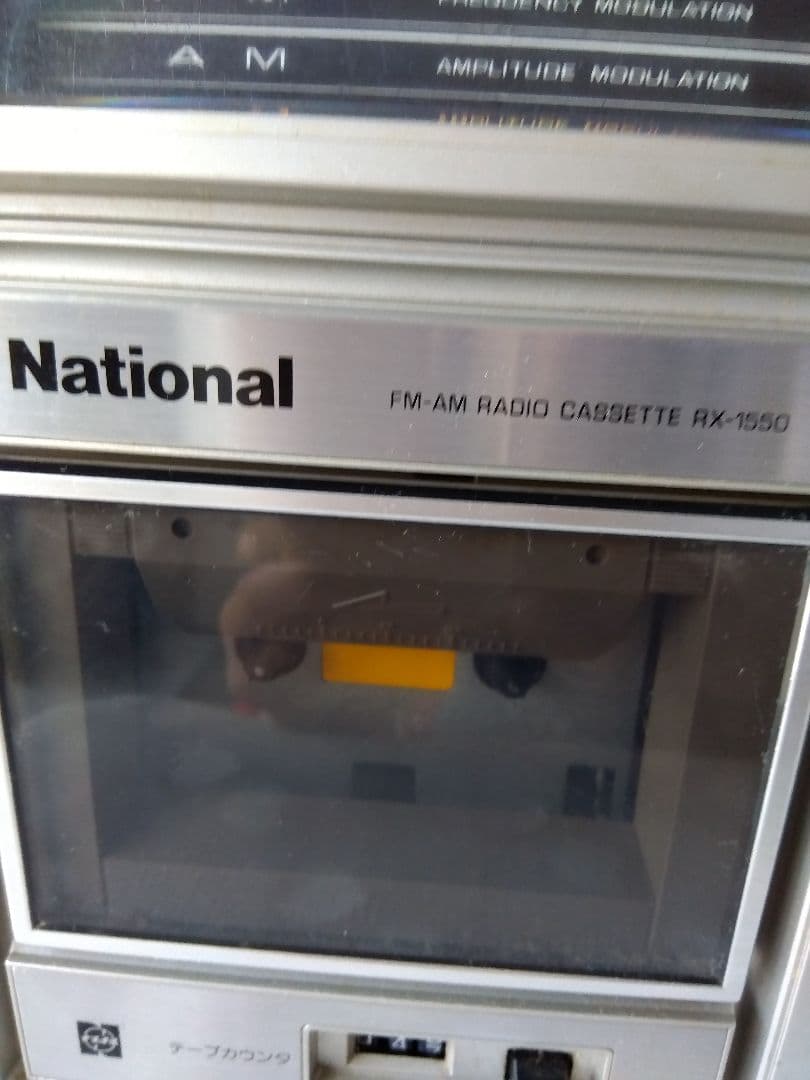 FREQUENCY MODULATION
A M AMPLITUDE MODULATION
National FM-AM RADIO CASSETTE RX-1550
テープカウンタ